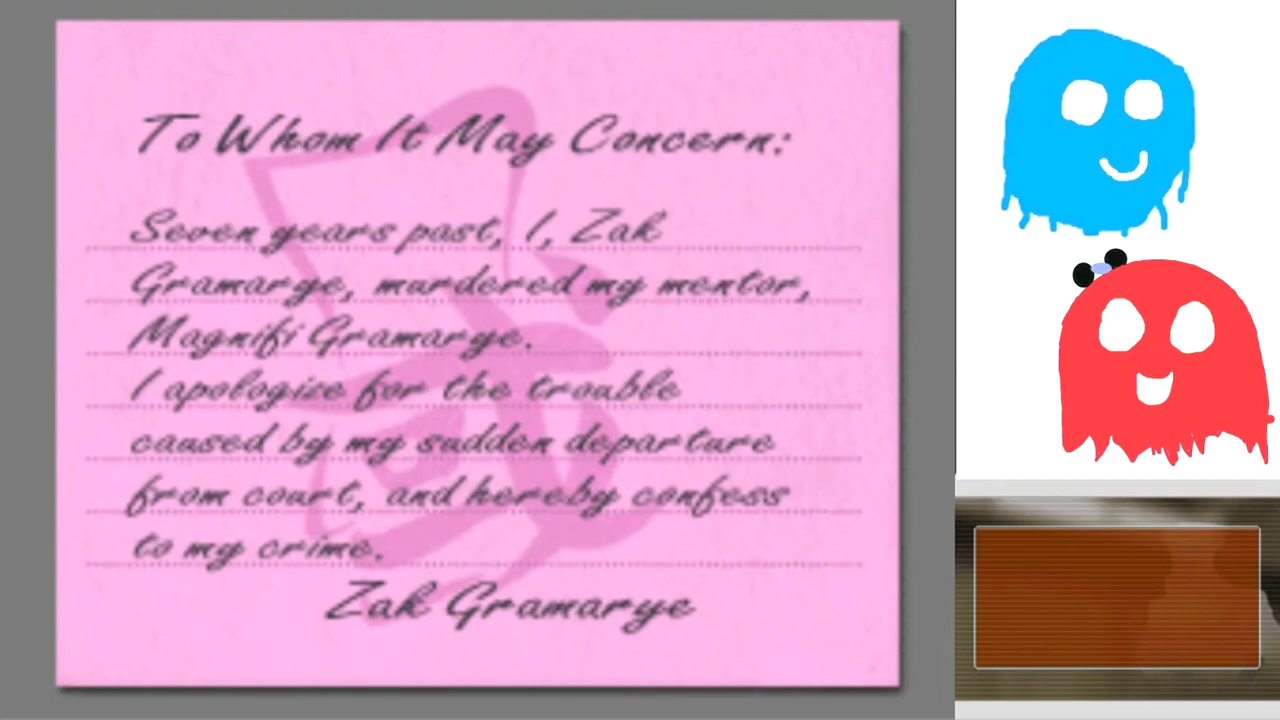 To Whom It May Concern:
Seven years past, I, Zak
Gramarye, murdered my mentor,
Magnifi Gramarye.
I apologize for the trouble
caused by my sudden departure
from court, and hereby confess
to my crime.
Zak Gramarye